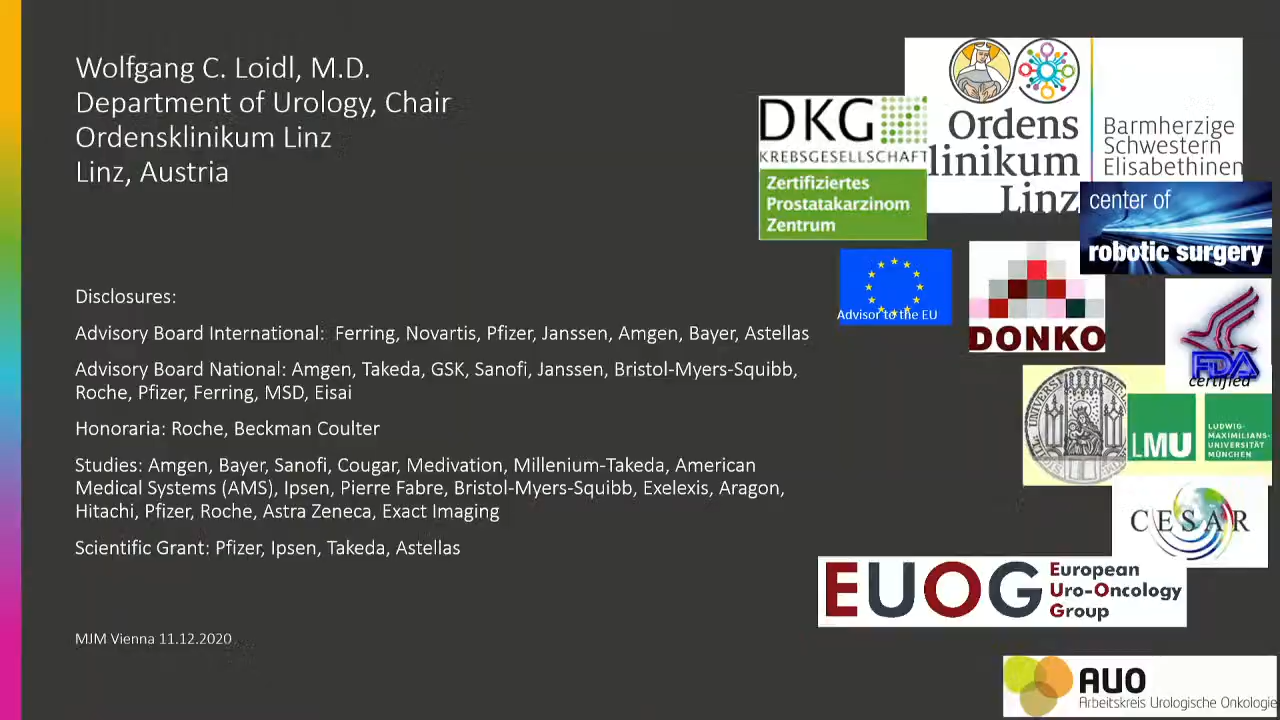 Wolfgang C. Loidl, M.D.
Department of Urology, Chair
Ordensklinikum Linz
Linz, Austria
Disclosures:
Advisory Board International:  Ferring, Novartis, Pfizer, Janssen, Amgen, Bayer, Astellas
Advisory Board National: Amgen, Takeda, GSK, Sanofi, Janssen, Bristol-Myers-Squibb,
Roche, Pfizer, Ferring, MSD, Eisai
Honoraria: Roche, Beckman Coulter
Studies: Amgen, Bayer, Sanofi, Cougar, Medivation, Millenium-Takeda, American
Medical Systems (AMS), Ipsen, Pierre Fabre, Bristol-Myers-Squibb, Exelexis, Aragon,
Hitachi, Pfizer, Roche, Astra Zeneca, Exact Imaging
Scientific Grant: Pfizer, Ipsen, Takeda, Astellas
MJM Vienna 11.12.2020
DKG
KREBSGESELLSCHAFT
Zertifiziertes
Prostatakarzinom
Zentrum
Ordens
linikum
Linz
Barmherzige
Schwestern
Elisabethinen
center of
robotic surgery
Advisor to the EU
DONKO
FDA
certified
LMU
LUDWIG-
MAXIMILIANS-
UNIVERSITÄT
MÜNCHEN
CESAR
EUOG
European
Uro-Oncology
Group
AUO
Arbeitskreis Urologische Onkologie